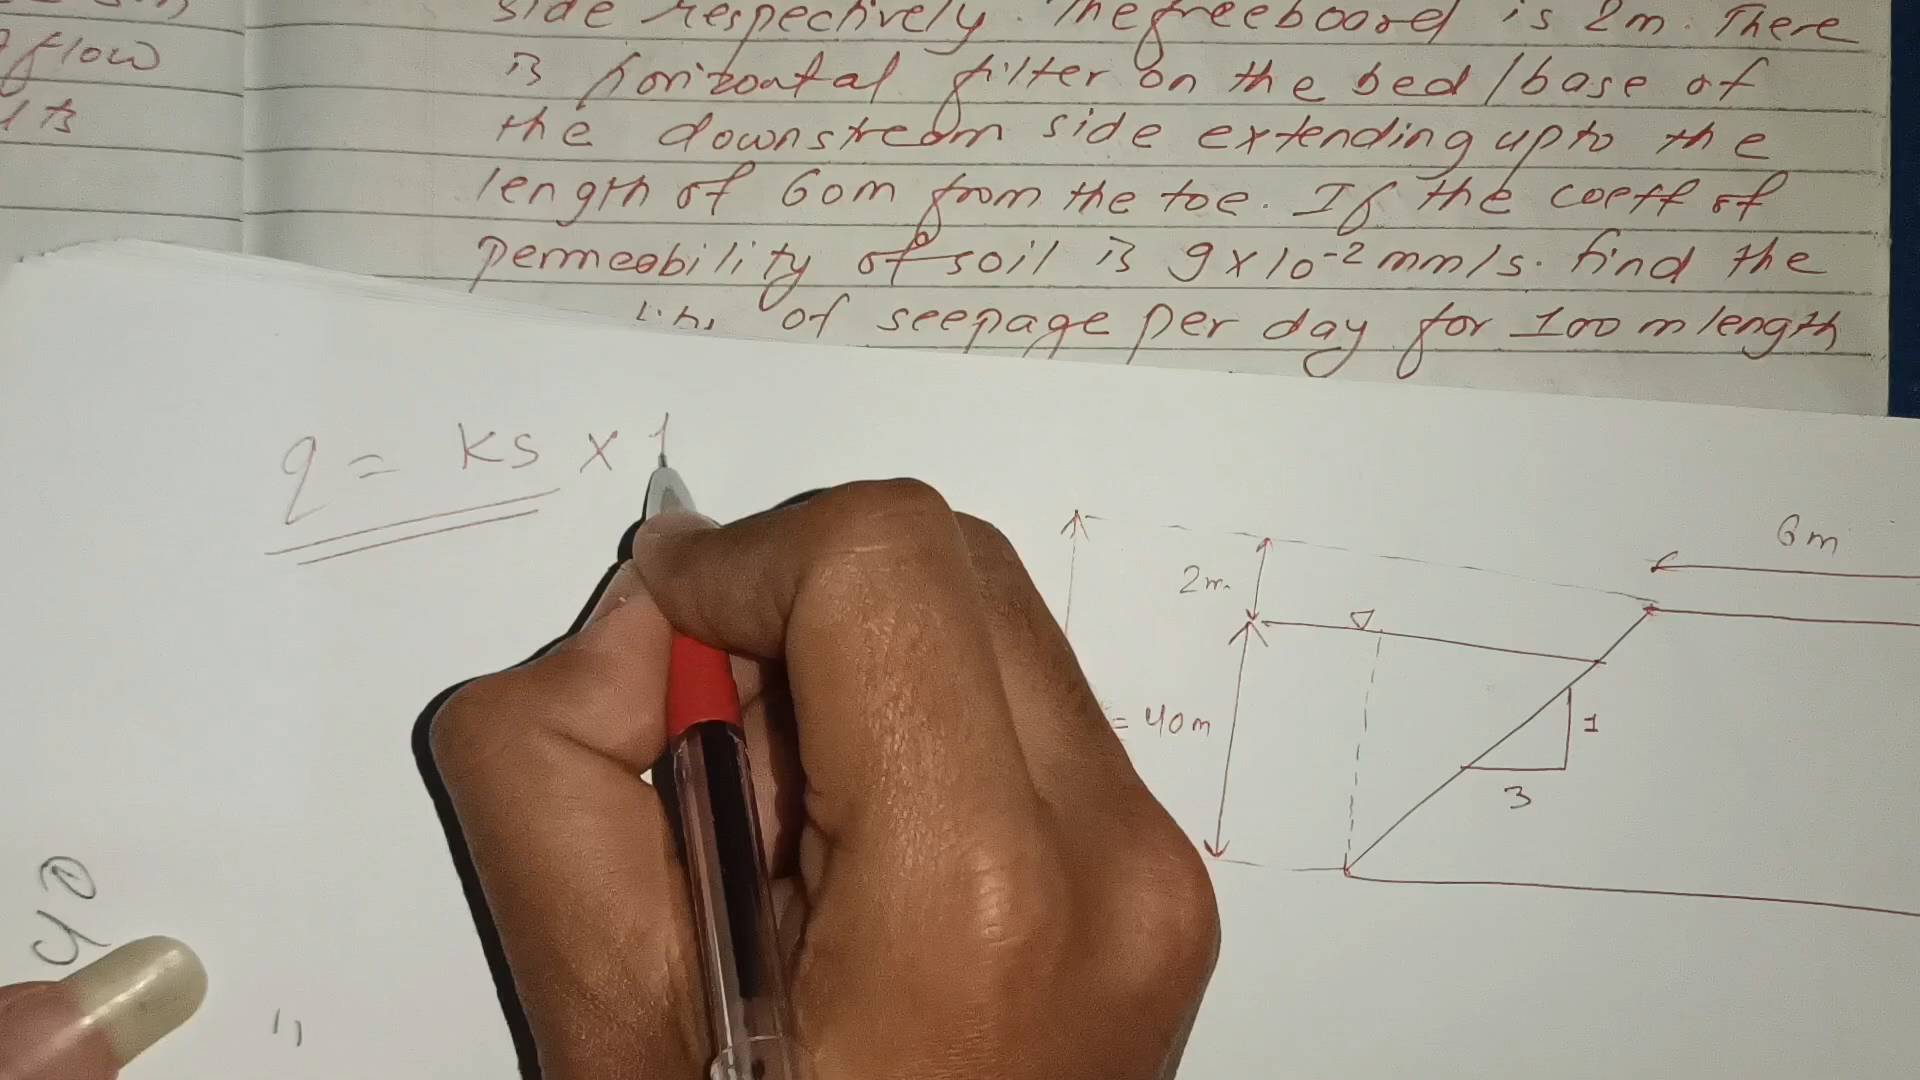 side respectively. The freeboard is 2m. There
is horizontal filter on the bed/base of
the downstream side extending upto the
length of 60m from the toe. If the coeff of
permeability of soil is 9x10-2 mm/s. find the
of seepage per day for 100 m length
flow
q = KS x 1
6m
2m.
= 40m
1
3
40